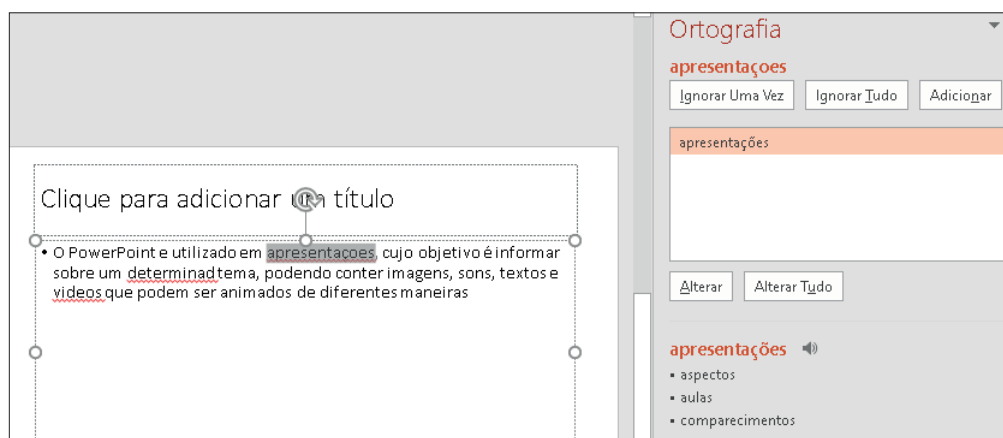 Ortografia
apresentaçoes
Ignorar Uma Vez Ignorar Tudo Adicionar
apresentações
Clique para adicionar um título
• O PowerPoint e utilizado em apresentaçoes, cujo objetivo é informar
sobre um determinad tema, podendo conter imagens, sons, textos e
videos que podem ser animados de diferentes maneiras
Alterar Alterar Tudo
apresentações
▪ aspectos
▪ aulas
▪ comparecimentos